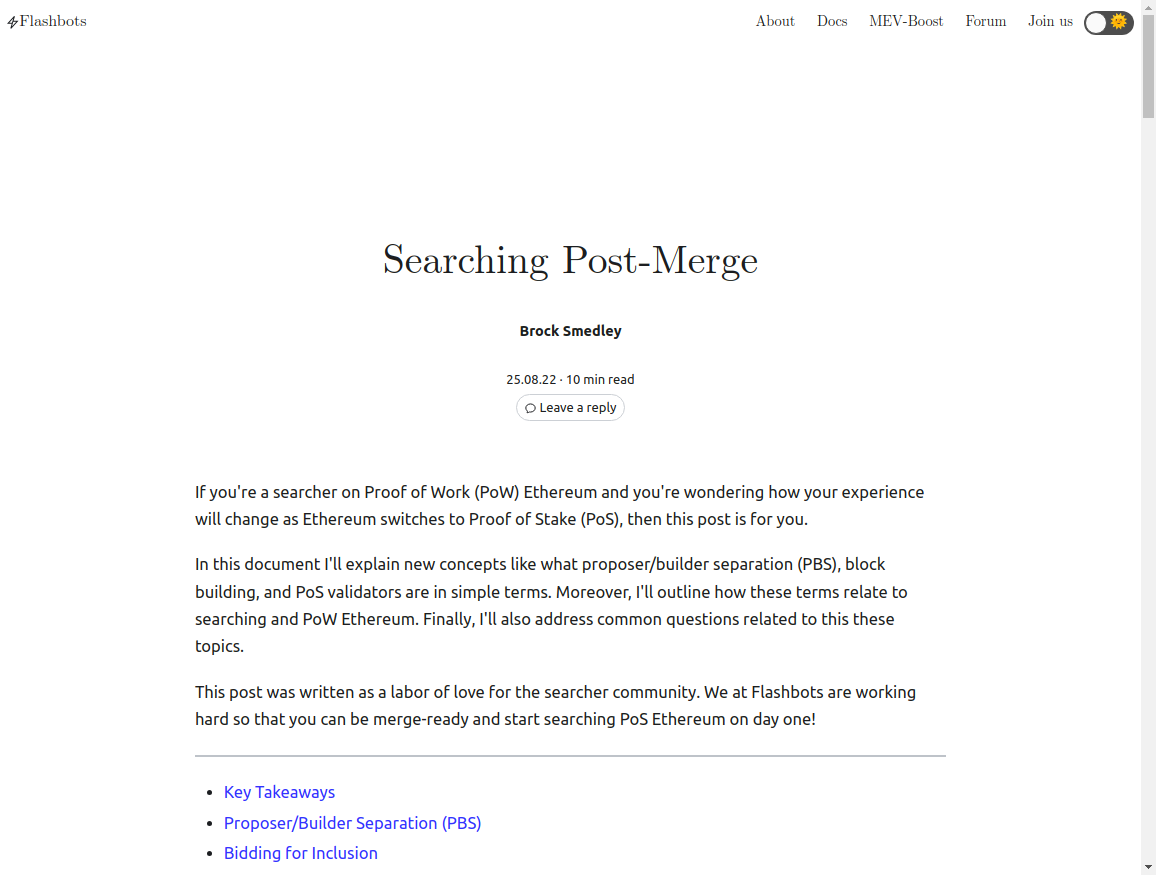 Flashbots
About Docs MEV-Boost Forum Join us
Searching Post-Merge
Brock Smedley
25.08.22 · 10 min read
Leave a reply
If you're a searcher on Proof of Work (PoW) Ethereum and you're wondering how your experience
will change as Ethereum switches to Proof of Stake (PoS), then this post is for you.
In this document I'll explain new concepts like what proposer/builder separation (PBS), block
building, and PoS validators are in simple terms. Moreover, I'll outline how these terms relate to
searching and PoW Ethereum. Finally, I'll also address common questions related to this these
topics.
This post was written as a labor of love for the searcher community. We at Flashbots are working
hard so that you can be merge-ready and start searching PoS Ethereum on day one!
Key Takeaways
Proposer/Builder Separation (PBS)
Bidding for Inclusion